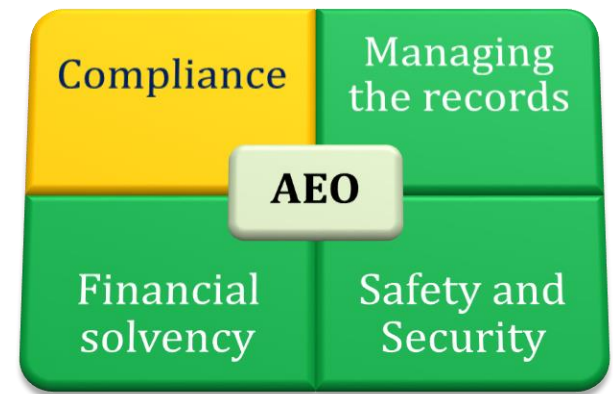 Compliance
Managing
the records
AEO
Financial
solvency
Safety and
Security